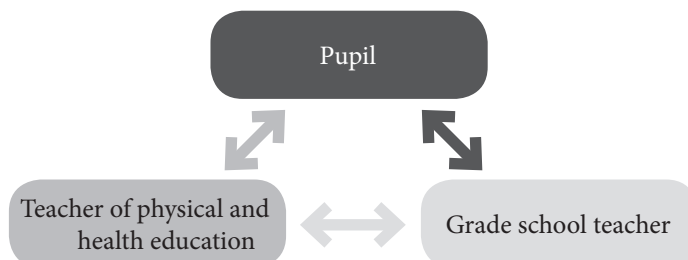 Pupil
Teacher of physical and
health education
Grade school teacher